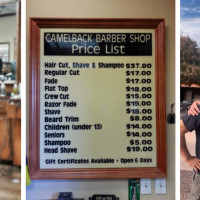 CAMELBACK BARBER SHOP
Price List
Hair Cut, Shave & Shampoo $37.00
Regular Cut $17.00
Fade $17.00
Flat Top $18.00
Crew Cut $15.00
Razor Fade $19.00
Shave $18.00
Beard Trim $8.00
Children (under 13) $14.00
Seniors $14.00
Shampoo $5.00
Head Shave $19.00
Gift Certificates Available - Open 6 Days